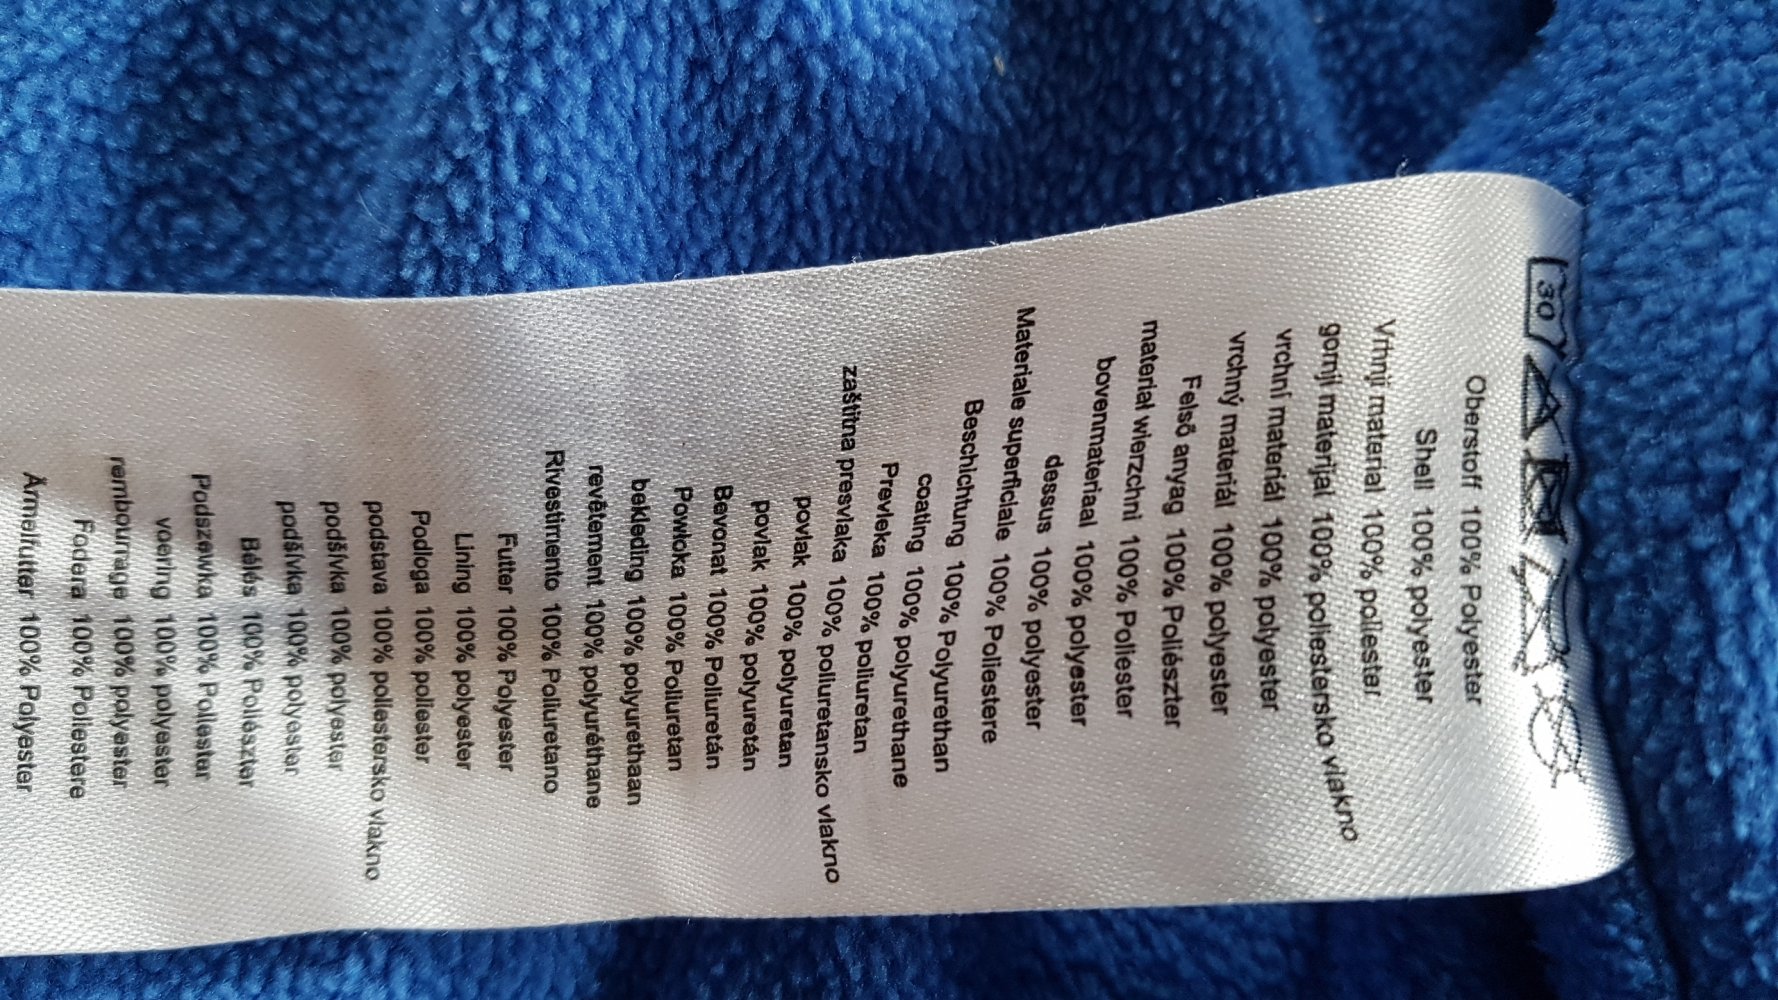 30
Oberstoff 100% Polyester
Shell 100% polyester
Vrhnji material 100% poliester
gornji materijal 100% poliestersko vlakno
vrchní materiál 100% polyester
vrchný materiál 100% polyester
Felső anyag 100% Poliészter
materiał wierzchni 100% Poliester
bovenmateriaal 100% polyester
dessus 100% polyester
Materiale superficiale 100% Poliestere
Beschichtung 100% Polyurethan
coating 100% polyurethane
Prevleka 100% poliuretan
zaštitna presvlaka 100% poliuretansko vlakno
povlak 100% polyuretan
povlak 100% polyuretán
Bevonat 100% Poliuretán
Powłoka 100% Poliuretan
bekleding 100% polyurethaan
revêtement 100% polyuréthane
Rivestimento 100% Poliuretano
Futter 100% Polyester
Lining 100% polyester
Podloga 100% poliester
podstava 100% poliestersko vlakno
podšívka 100% polyester
podšívka 100% polyester
Bélés 100% Poliészter
Podszewka 100% Poliester
voering 100% polyester
rembourrage 100% polyester
Fodera 100% Poliestere
Ärmelfutter 100% Polyester